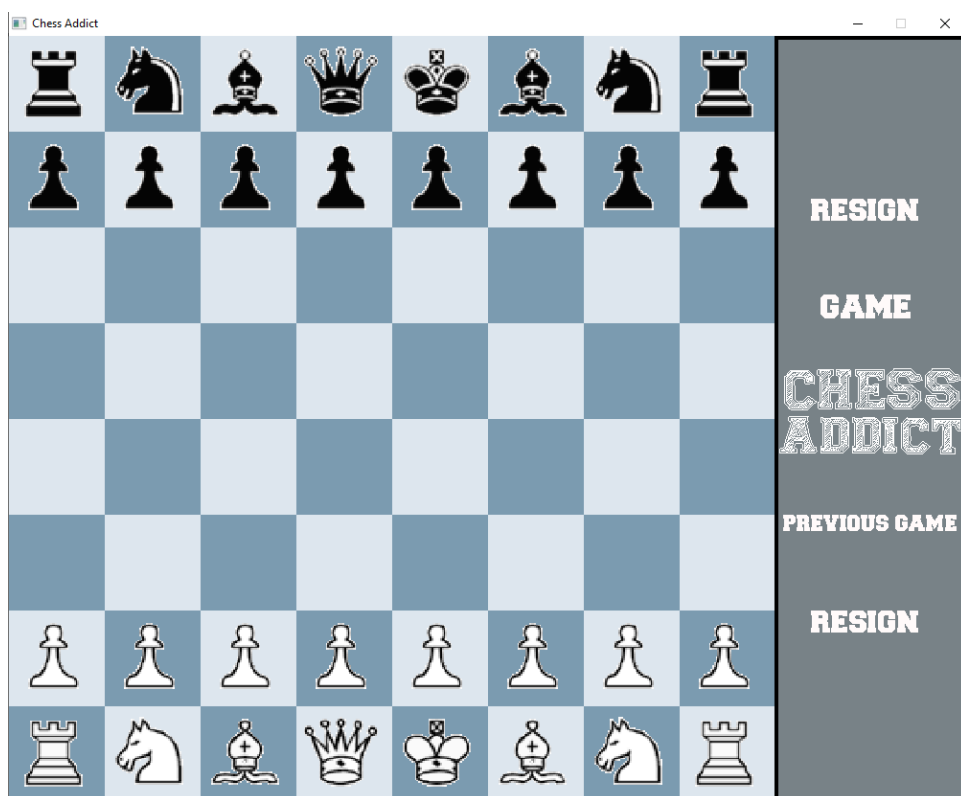 Chess Addict
RESIGN
GAME
CHESS
ADDICT
PREVIOUS GAME
RESIGN